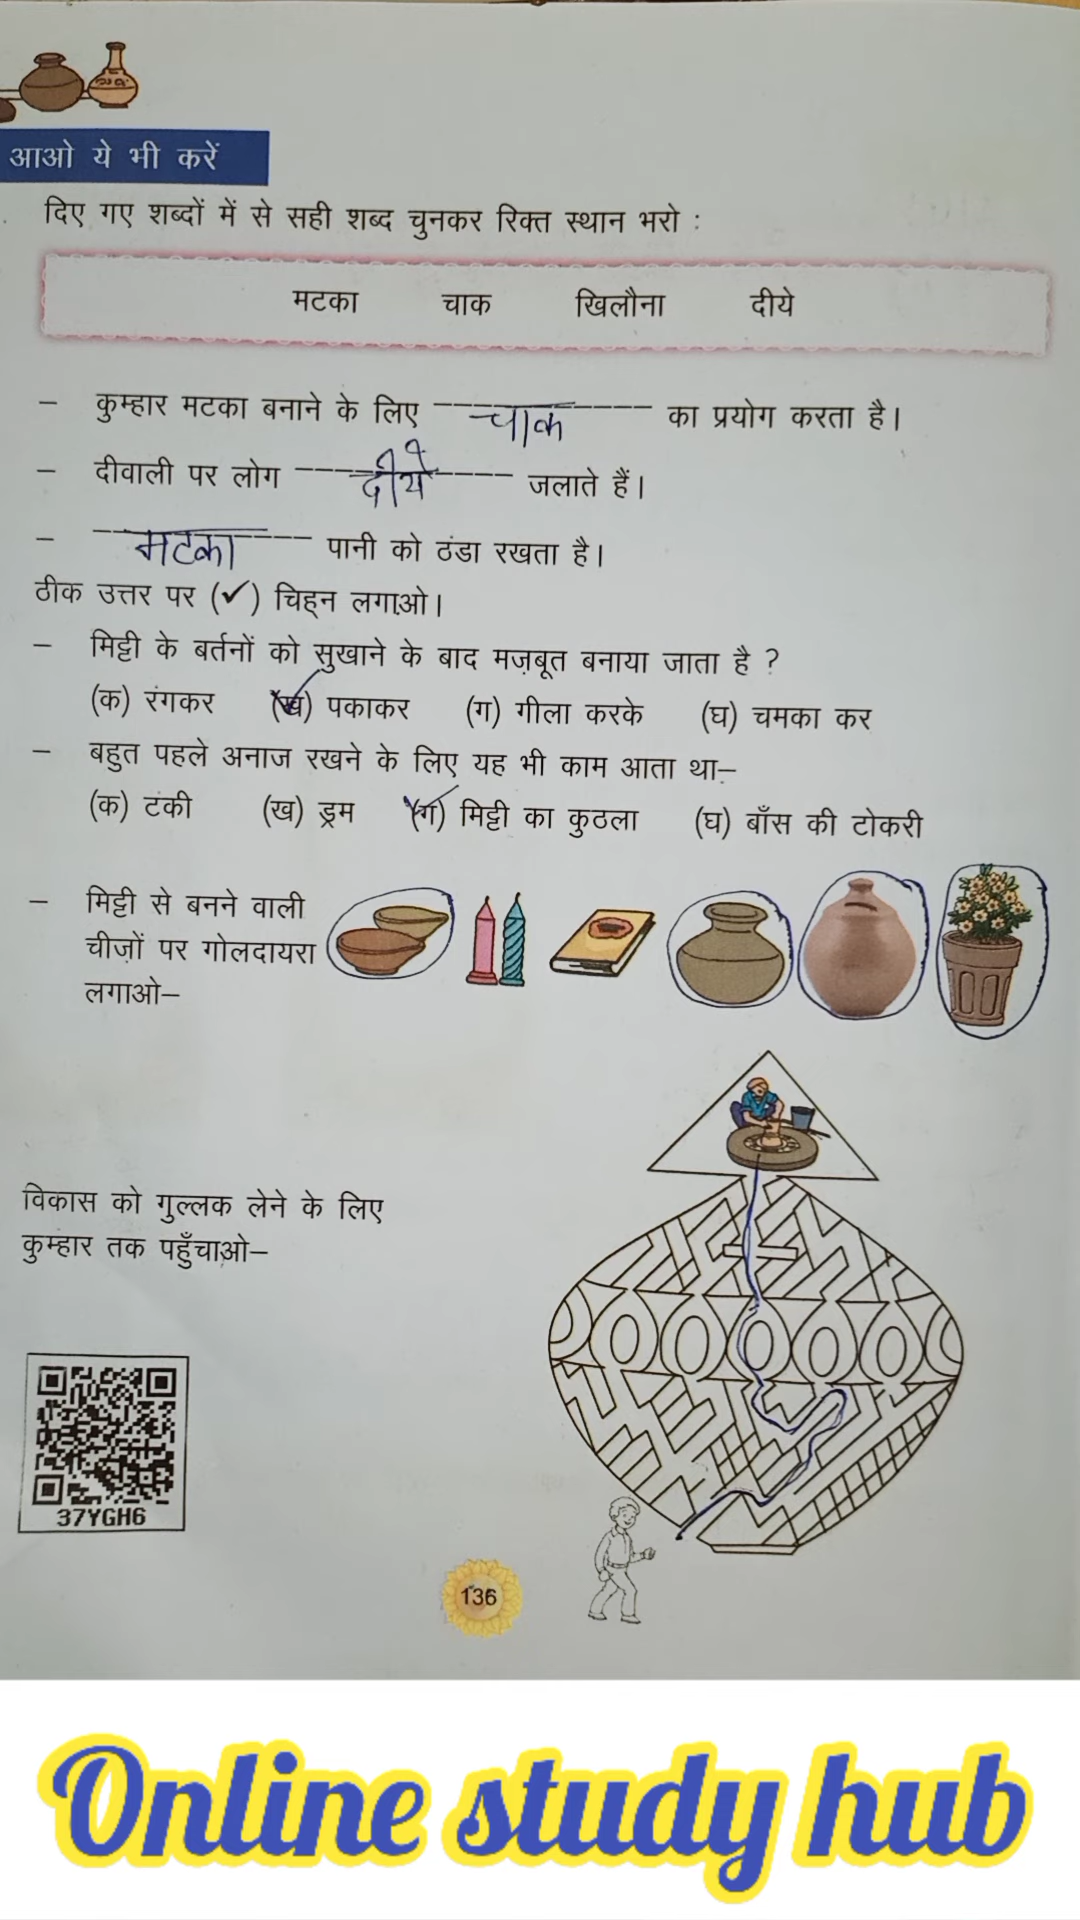 आओ ये भी करें
दिए गए शब्दों में से सही शब्द चुनकर रिक्त स्थान भरो :
मटका चाक खिलौना दीये
– कुम्हार मटका बनाने के लिए चाक का प्रयोग करता है।
– दीवाली पर लोग दीये जलाते हैं।
– मटका पानी को ठंडा रखता है।
ठीक उत्तर पर (✓) चिह्न लगाओ।
– मिट्टी के बर्तनों को सुखाने के बाद मज़बूत बनाया जाता है ?
(क) रंगकर (ख) पकाकर (ग) गीला करके (घ) चमका कर
– बहुत पहले अनाज रखने के लिए यह भी काम आता था–
(क) टंकी (ख) ड्रम (ग) मिट्टी का कुठला (घ) बाँस की टोकरी
– मिट्टी से बनने वाली
चीज़ों पर गोलदायरा
लगाओ–
विकास को गुल्लक लेने के लिए
कुम्हार तक पहुँचाओ–
37YGH6
136
Online study hub